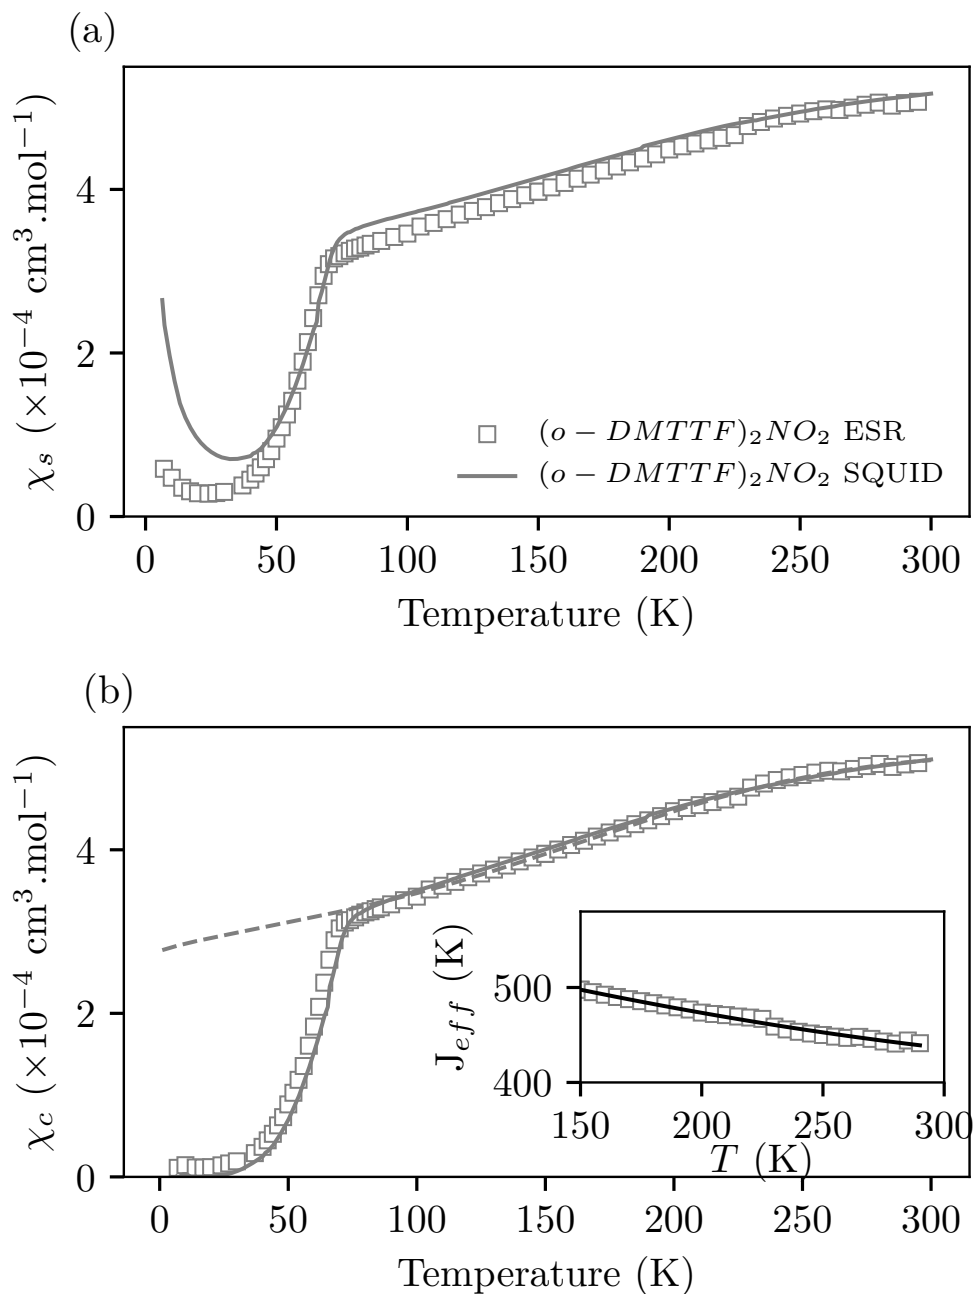 (a)
χs (×10−4 cm3.mol−1)
4
2
0
(o − DMTTF)2NO2 ESR
(o − DMTTF)2NO2 SQUID
0 50 100 150 200 250 300
Temperature (K)
(b)
χc (×10−4 cm3.mol−1)
4
2
0
Jeff (K)
500
400
150 200 250 300
T (K)
0 50 100 150 200 250 300
Temperature (K)